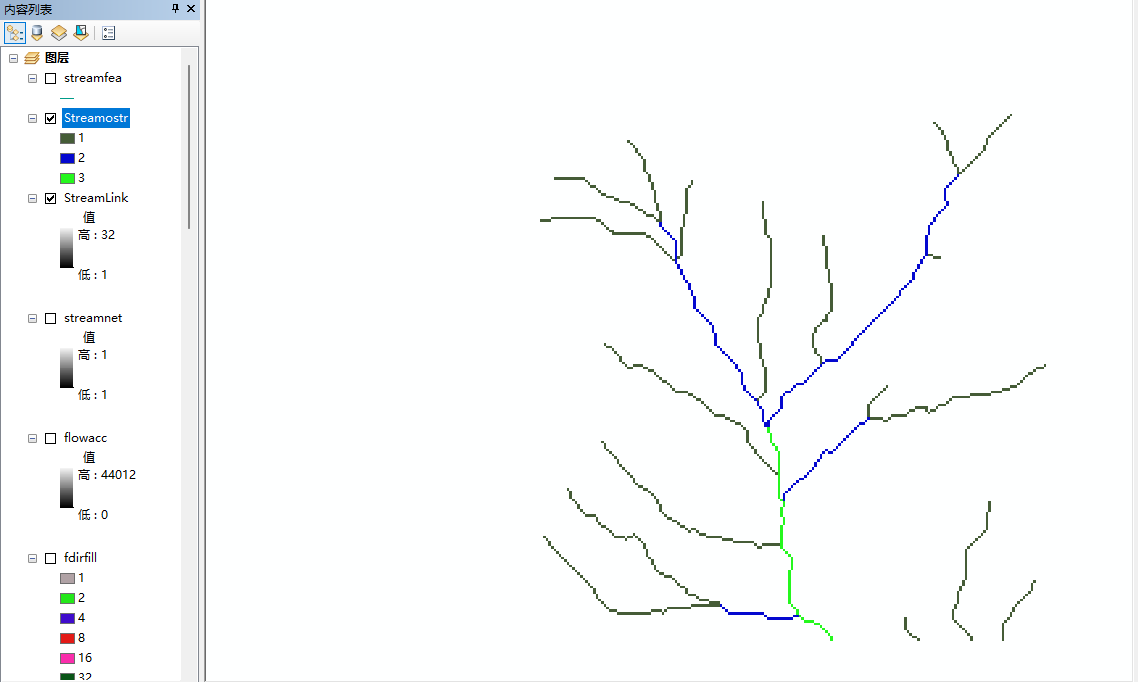 内容列表
图层
streamfea
Streamostr
1
2
3
StreamLink
值
高 : 32
低 : 1
streamnet
值
高 : 1
低 : 1
flowacc
值
高 : 44012
低 : 0
fdirfill
1
2
4
8
16
32